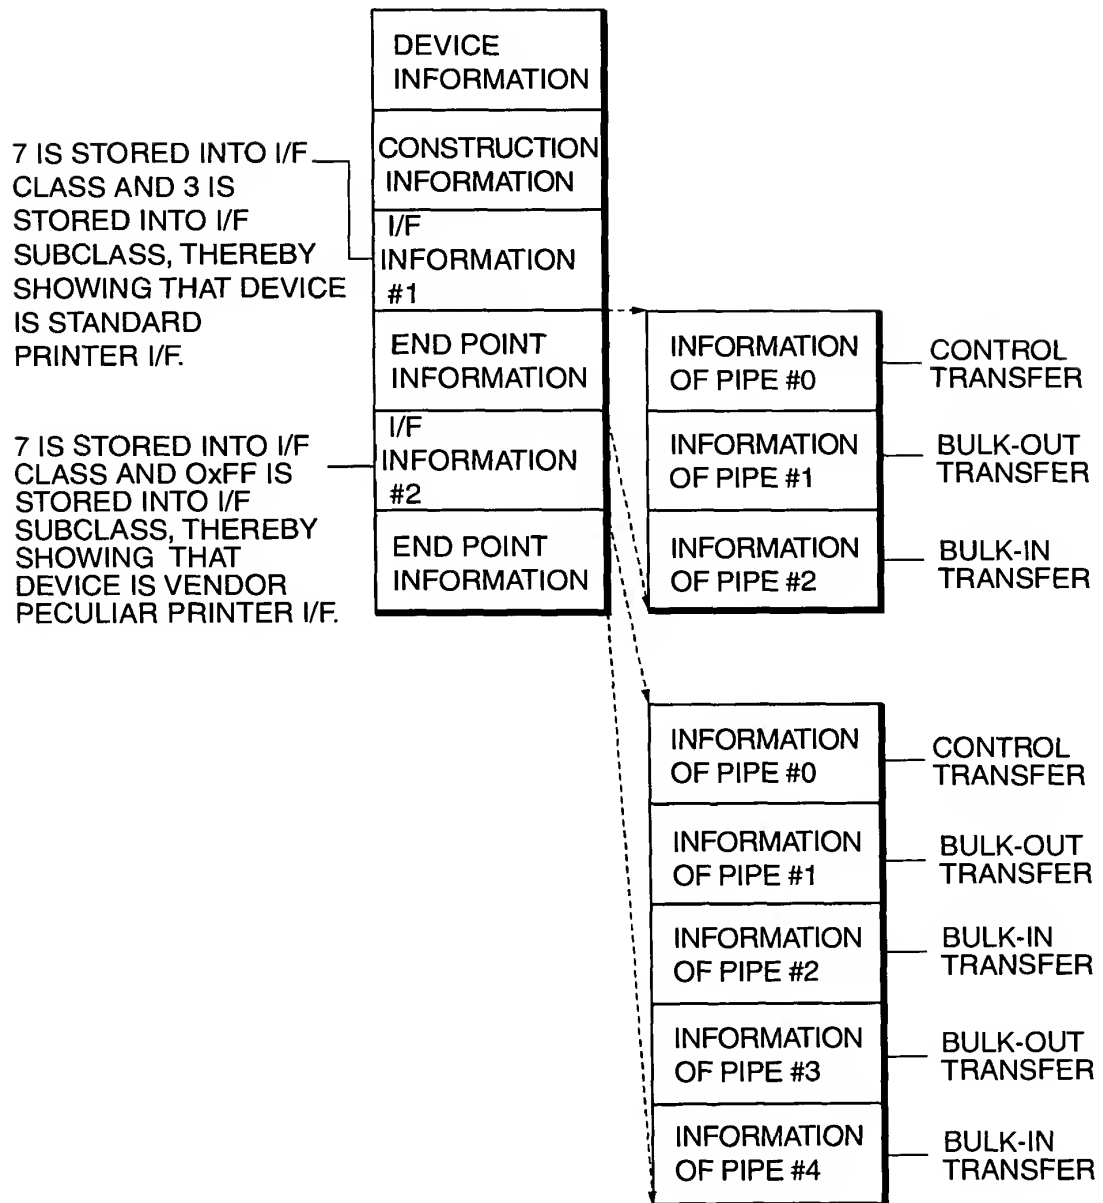 DEVICE
INFORMATION
7 IS STORED INTO I/F
CLASS AND 3 IS
STORED INTO I/F
SUBCLASS, THEREBY
SHOWING THAT DEVICE
IS STANDARD
PRINTER I/F.
CONSTRUCTION
INFORMATION
I/F
INFORMATION
#1
END POINT
INFORMATION
7 IS STORED INTO I/F
CLASS AND OxFF IS
STORED INTO I/F
SUBCLASS, THEREBY
SHOWING THAT
DEVICE IS VENDOR
PECULIAR PRINTER I/F.
I/F
INFORMATION
#2
END POINT
INFORMATION
INFORMATION
OF PIPE #0
CONTROL
TRANSFER
INFORMATION
OF PIPE #1
BULK-OUT
TRANSFER
INFORMATION
OF PIPE #2
BULK-IN
TRANSFER
INFORMATION
OF PIPE #0
CONTROL
TRANSFER
INFORMATION
OF PIPE #1
BULK-OUT
TRANSFER
INFORMATION
OF PIPE #2
BULK-IN
TRANSFER
INFORMATION
OF PIPE #3
BULK-OUT
TRANSFER
INFORMATION
OF PIPE #4
BULK-IN
TRANSFER